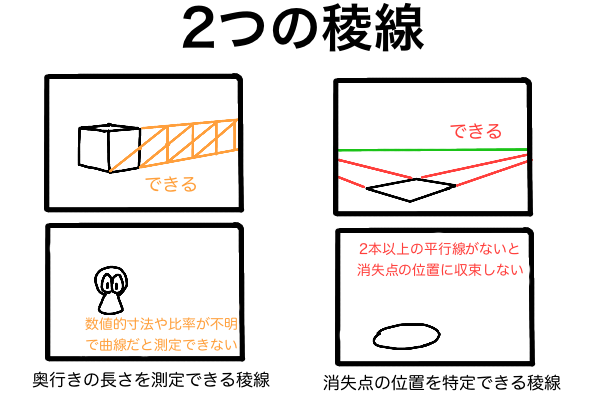 2つの稜線
できる
できる
数値的寸法や比率が不明
で曲線だと測定できない
2本以上の平行線がないと
消失点の位置に収束しない
奥行きの長さを測定できる稜線
消失点の位置を特定できる稜線